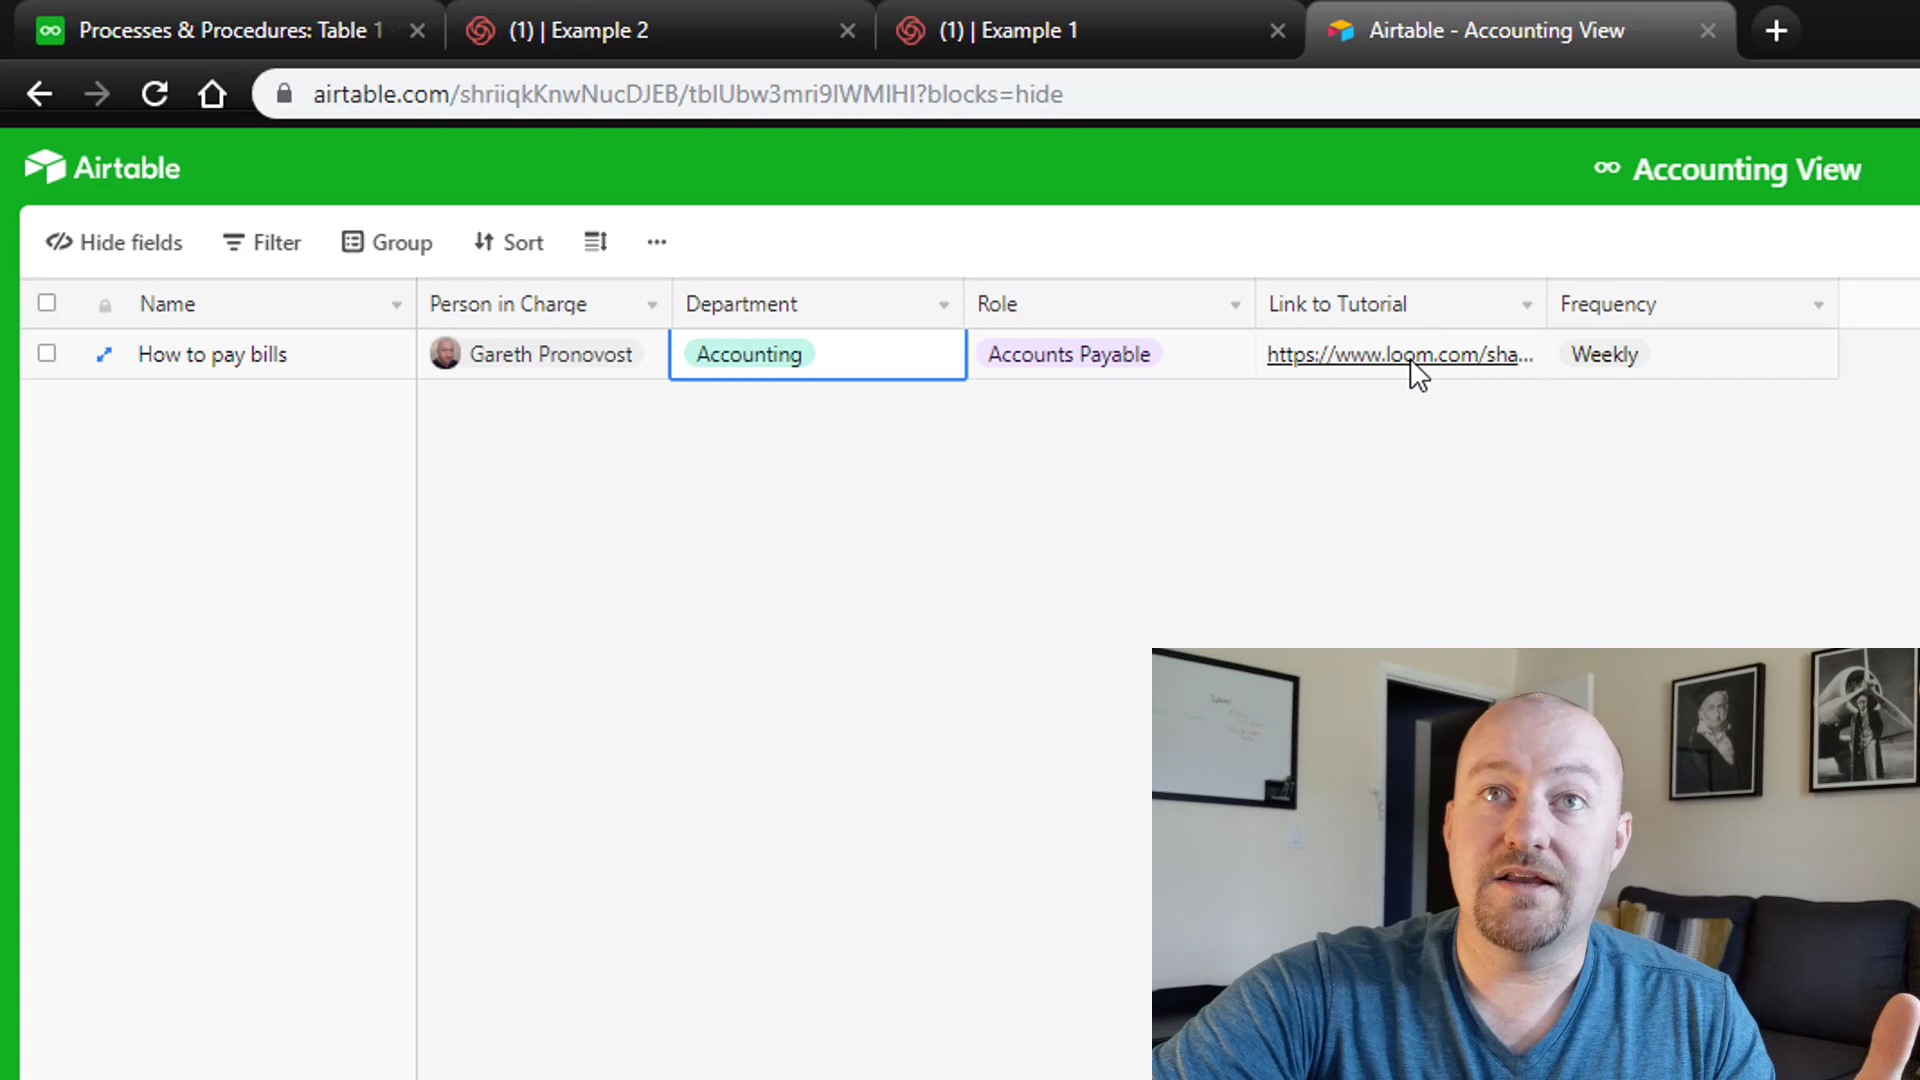 Processes & Procedures: Table 1
(1) | Example 2
(1) | Example 1
Airtable - Accounting View
airtable.com/shriiqkKnwNucDJEB/tblUbw3mri9lWMIHI?blocks=hide
Airtable
Accounting View
Hide fields
Filter
Group
Sort
Name
Person in Charge
Department
Role
Link to Tutorial
Frequency
How to pay bills
Gareth Pronovost
Accounting
Accounts Payable
https://www.loom.com/sha...
Weekly